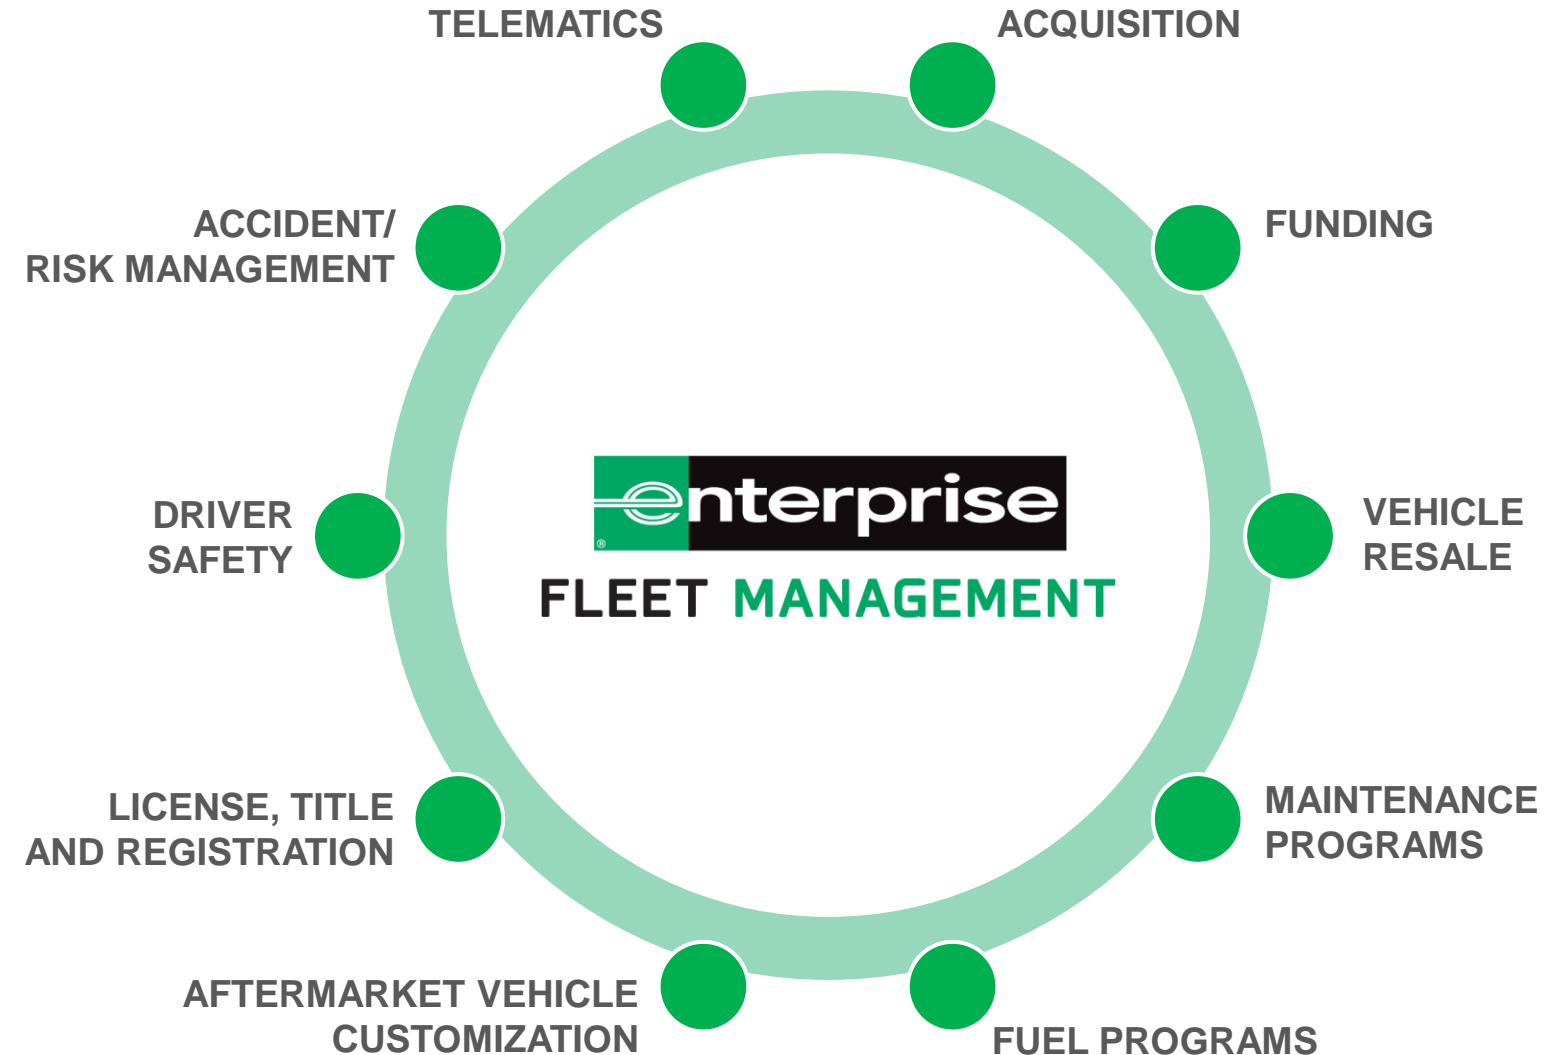 TELEMATICS
ACQUISITION
ACCIDENT/
RISK MANAGEMENT
FUNDING
enterprise
®
FLEET MANAGEMENT
DRIVER
SAFETY
VEHICLE
RESALE
LICENSE, TITLE
AND REGISTRATION
MAINTENANCE
PROGRAMS
AFTERMARKET VEHICLE
CUSTOMIZATION
FUEL PROGRAMS